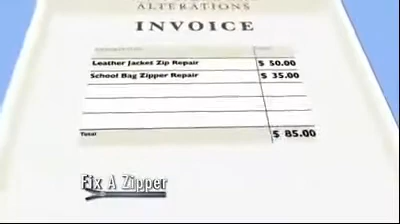 ALTERATIONS
INVOICE
Leather Jacket Zip Repair $ 50.00
School Bag Zipper Repair $ 35.00
Total $ 85.00
Fix A Zipper